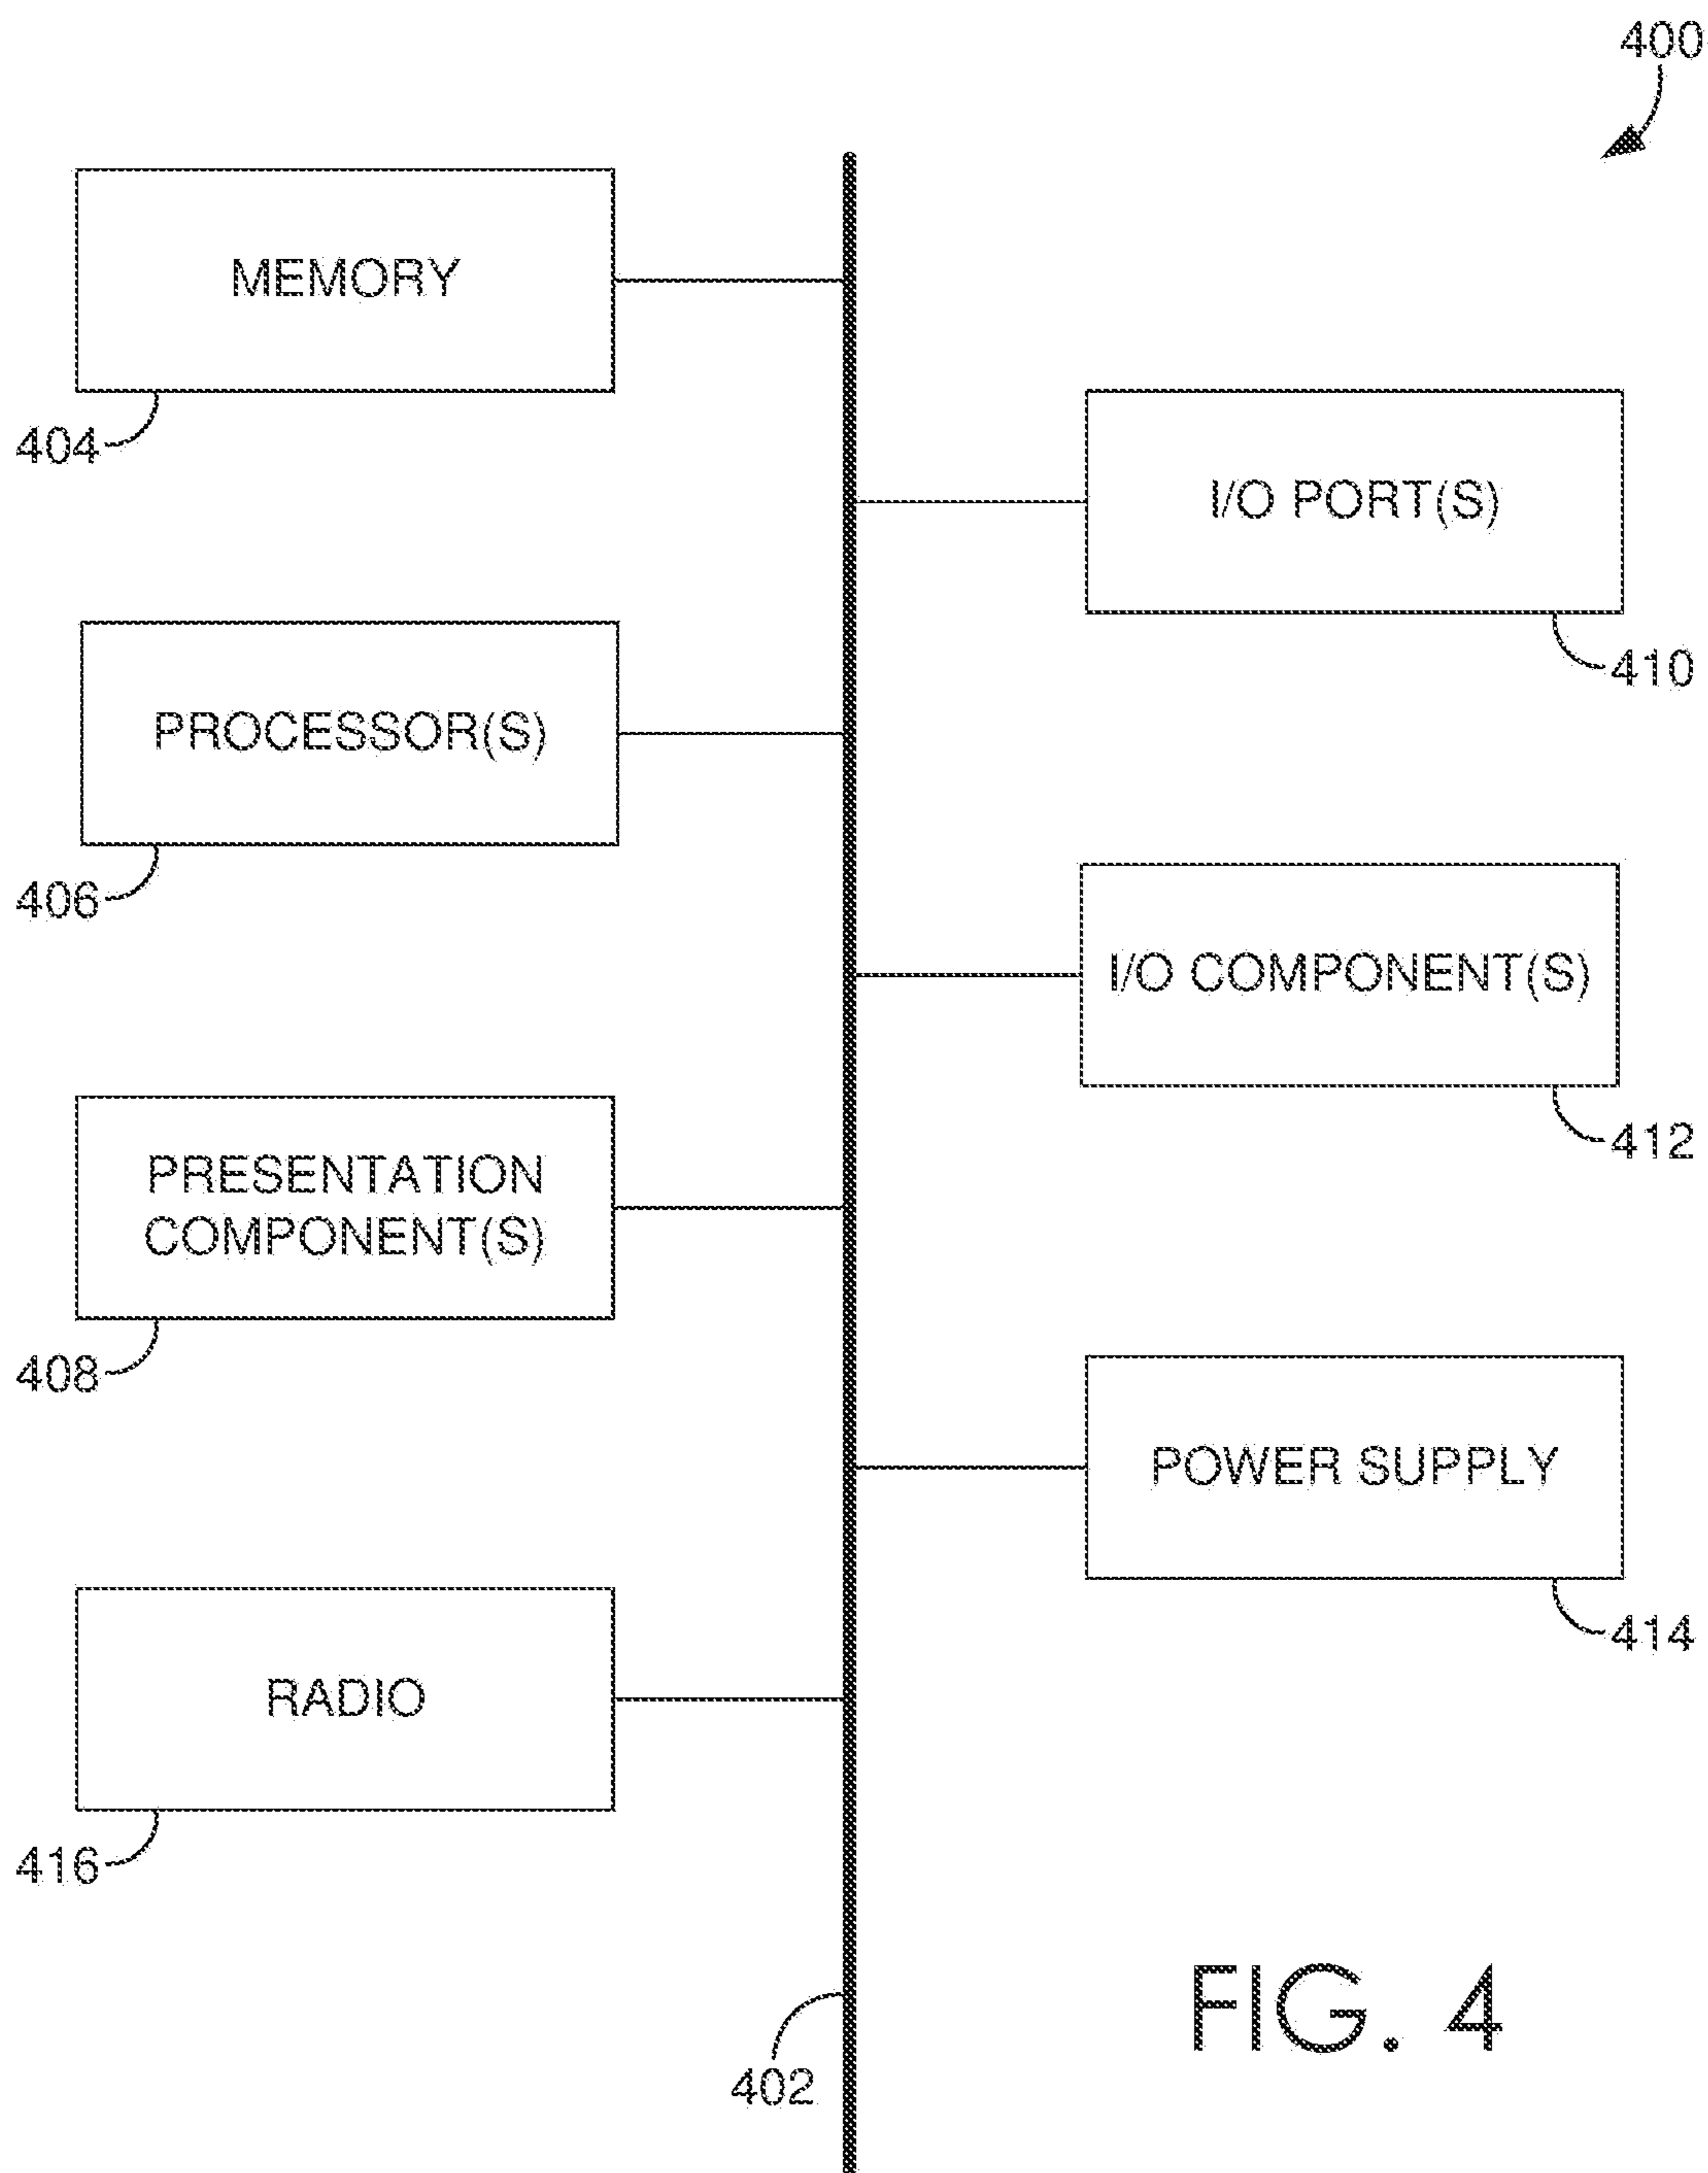 400
MEMORY
404
I/O PORT(S)
410
PROCESSOR(S)
406
I/O COMPONENT(S)
412
PRESENTATION
COMPONENT(S)
408
POWER SUPPLY
414
RADIO
416
402
FIG. 4